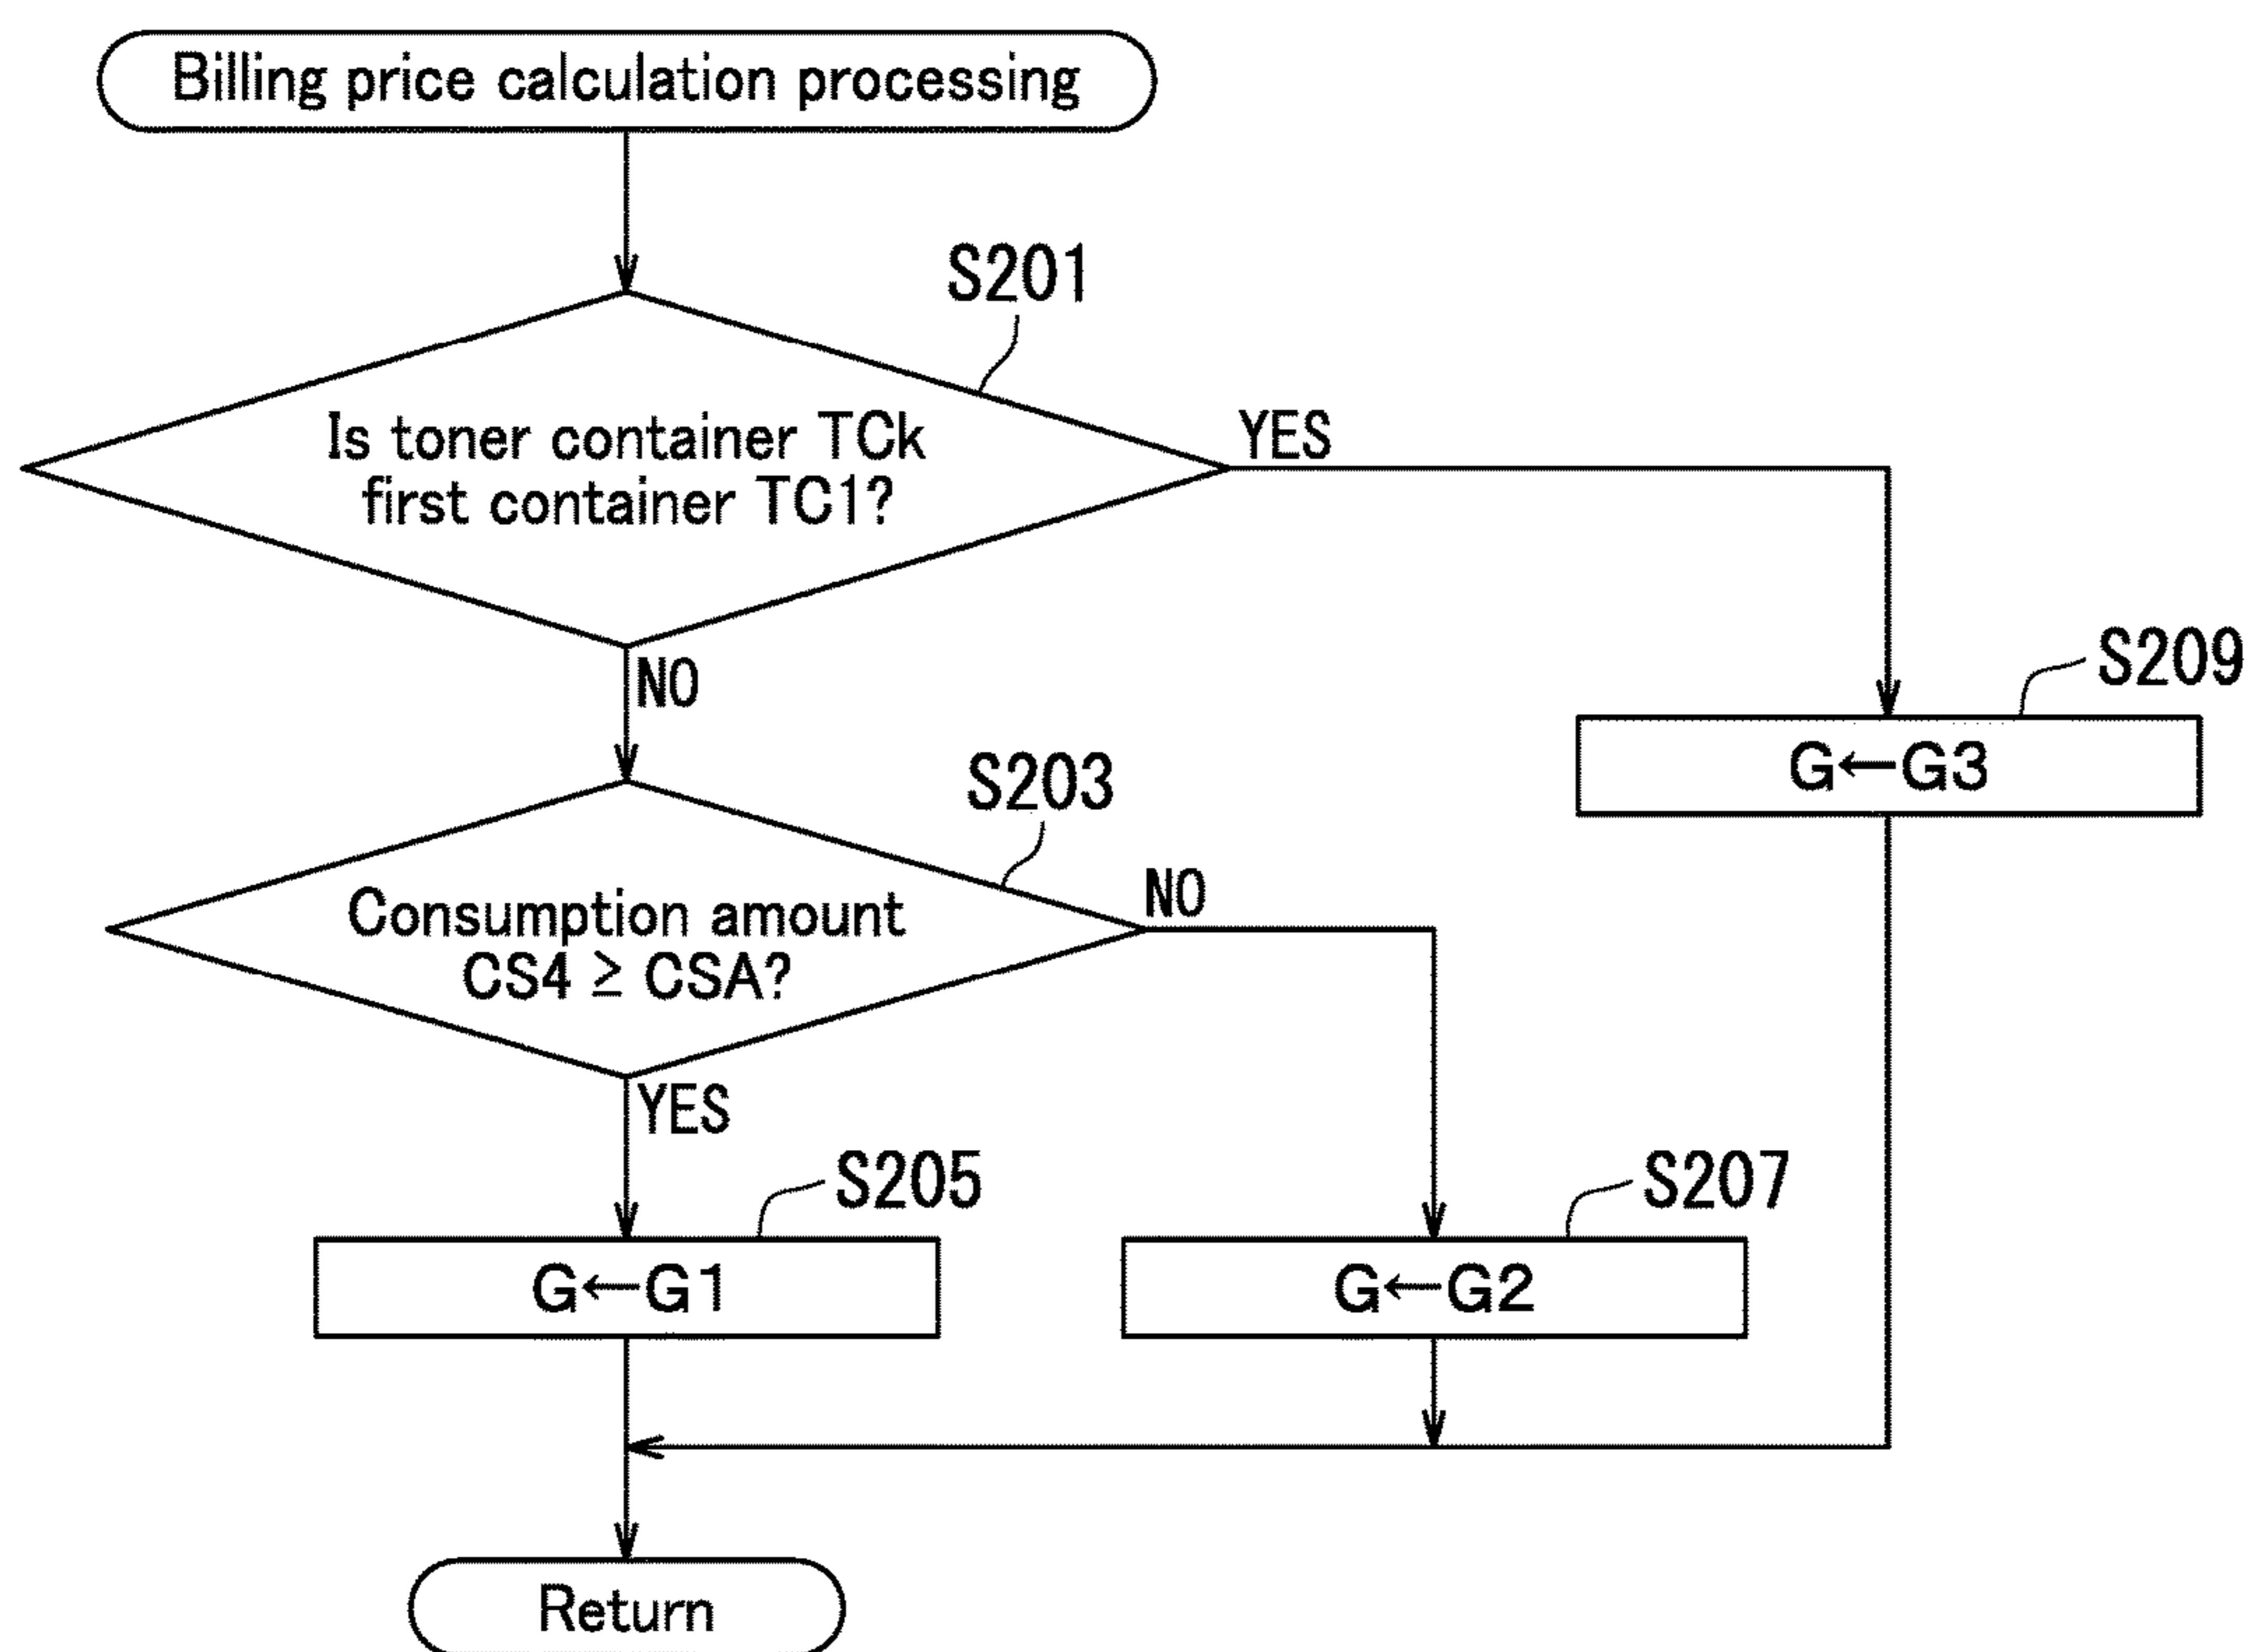 Billing price calculation processing
S201
Is toner container TCk
first container TC1?
YES
NO
S209
G←G3
S203
Consumption amount
CS4 ≥ CSA?
NO
YES
S205
G←G1
S207
G←G2
Return